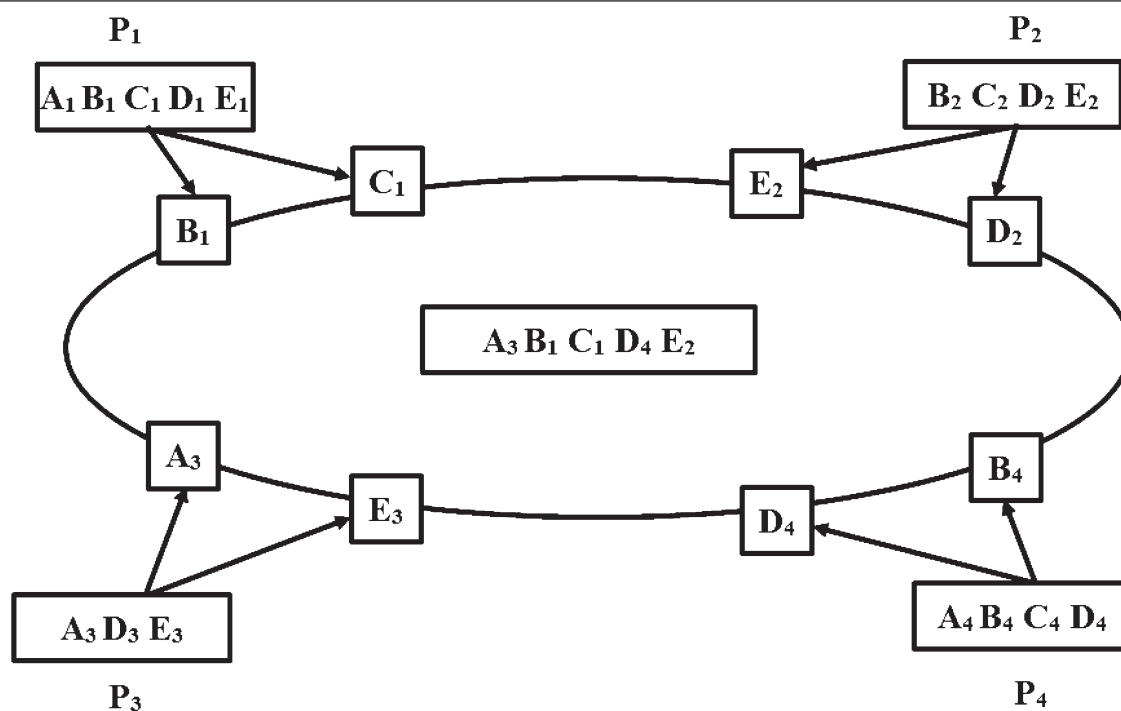 P₁
P₂
A₁ B₁ C₁ D₁ E₁
B₂ C₂ D₂ E₂
C₁
E₂
B₁
D₂
A₃ B₁ C₁ D₄ E₂
A₃
B₄
E₃
D₄
A₃ D₃ E₃
A₄ B₄ C₄ D₄
P₃
P₄